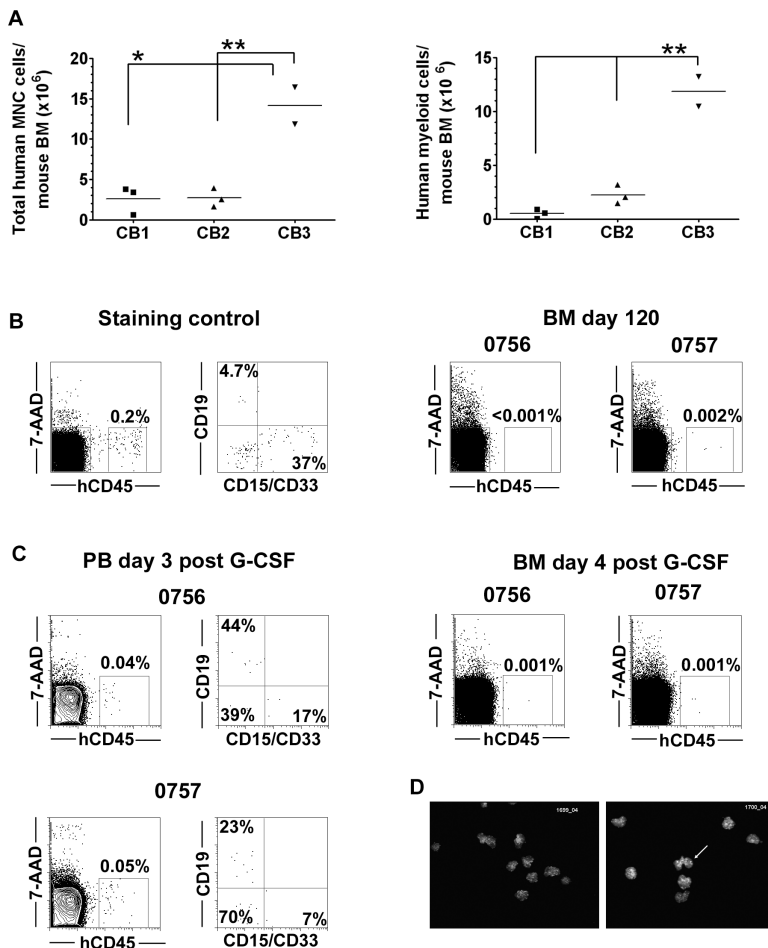 A
Total human MNC cells/
mouse BM (x10⁶)
20
15
10
5
0
*
**
CB1 CB2 CB3
Human myeloid cells/
mouse BM (x10⁶)
15
10
5
0
**
CB1 CB2 CB3
B
Staining control
7-AAD
0.2%
hCD45
CD19
4.7%
37%
CD15/CD33
BM day 120
0756
7-AAD
<0.001%
hCD45
0757
7-AAD
0.002%
hCD45
C
PB day 3 post G-CSF
0756
7-AAD
0.04%
hCD45
CD19
44%
39% 17%
CD15/CD33
0757
7-AAD
0.05%
hCD45
CD19
23%
70% 7%
CD15/CD33
BM day 4 post G-CSF
0756
7-AAD
0.001%
hCD45
0757
7-AAD
0.001%
hCD45
D
1699_04
1700_04